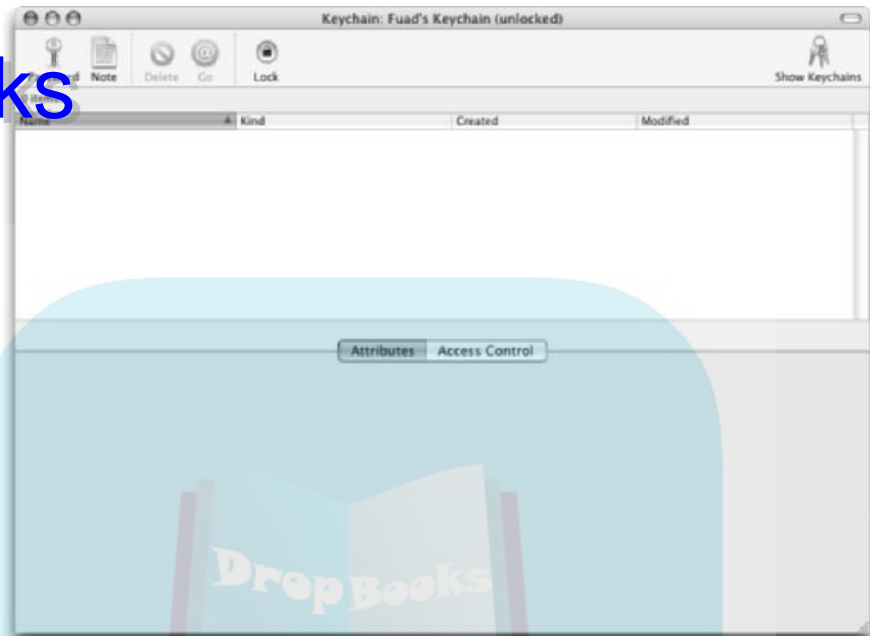 Keychain: Fuad's Keychain (unlocked)
Note Delete Go Lock Show Keychains
ks
items
Name Kind Created Modified
Attributes Access Control
DropBooks